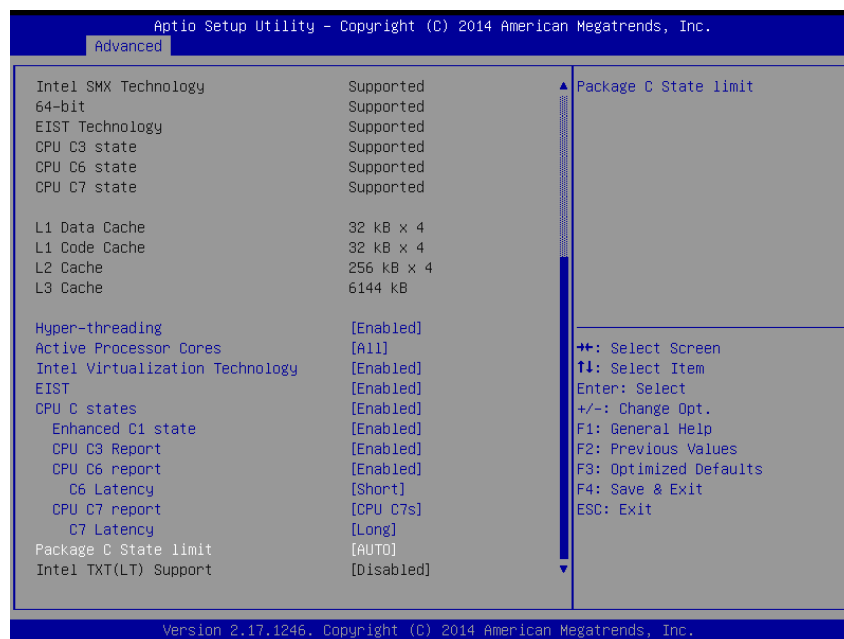 Aptio Setup Utility – Copyright (C) 2014 American Megatrends, Inc.
Advanced
Intel SMX Technology Supported
64-bit Supported
EIST Technology Supported
CPU C3 state Supported
CPU C6 state Supported
CPU C7 state Supported
L1 Data Cache 32 kB x 4
L1 Code Cache 32 kB x 4
L2 Cache 256 kB x 4
L3 Cache 6144 kB
Hyper-threading [Enabled]
Active Processor Cores [All]
Intel Virtualization Technology [Enabled]
EIST [Enabled]
CPU C states [Enabled]
Enhanced C1 state [Enabled]
CPU C3 Report [Enabled]
CPU C6 report [Enabled]
C6 Latency [Short]
CPU C7 report [CPU C7s]
C7 Latency [Long]
Package C State limit [AUTO]
Intel TXT(LT) Support [Disabled]
Package C State limit
→←: Select Screen
↑↓: Select Item
Enter: Select
+/-: Change Opt.
F1: General Help
F2: Previous Values
F3: Optimized Defaults
F4: Save & Exit
ESC: Exit
Version 2.17.1246. Copyright (C) 2014 American Megatrends, Inc.